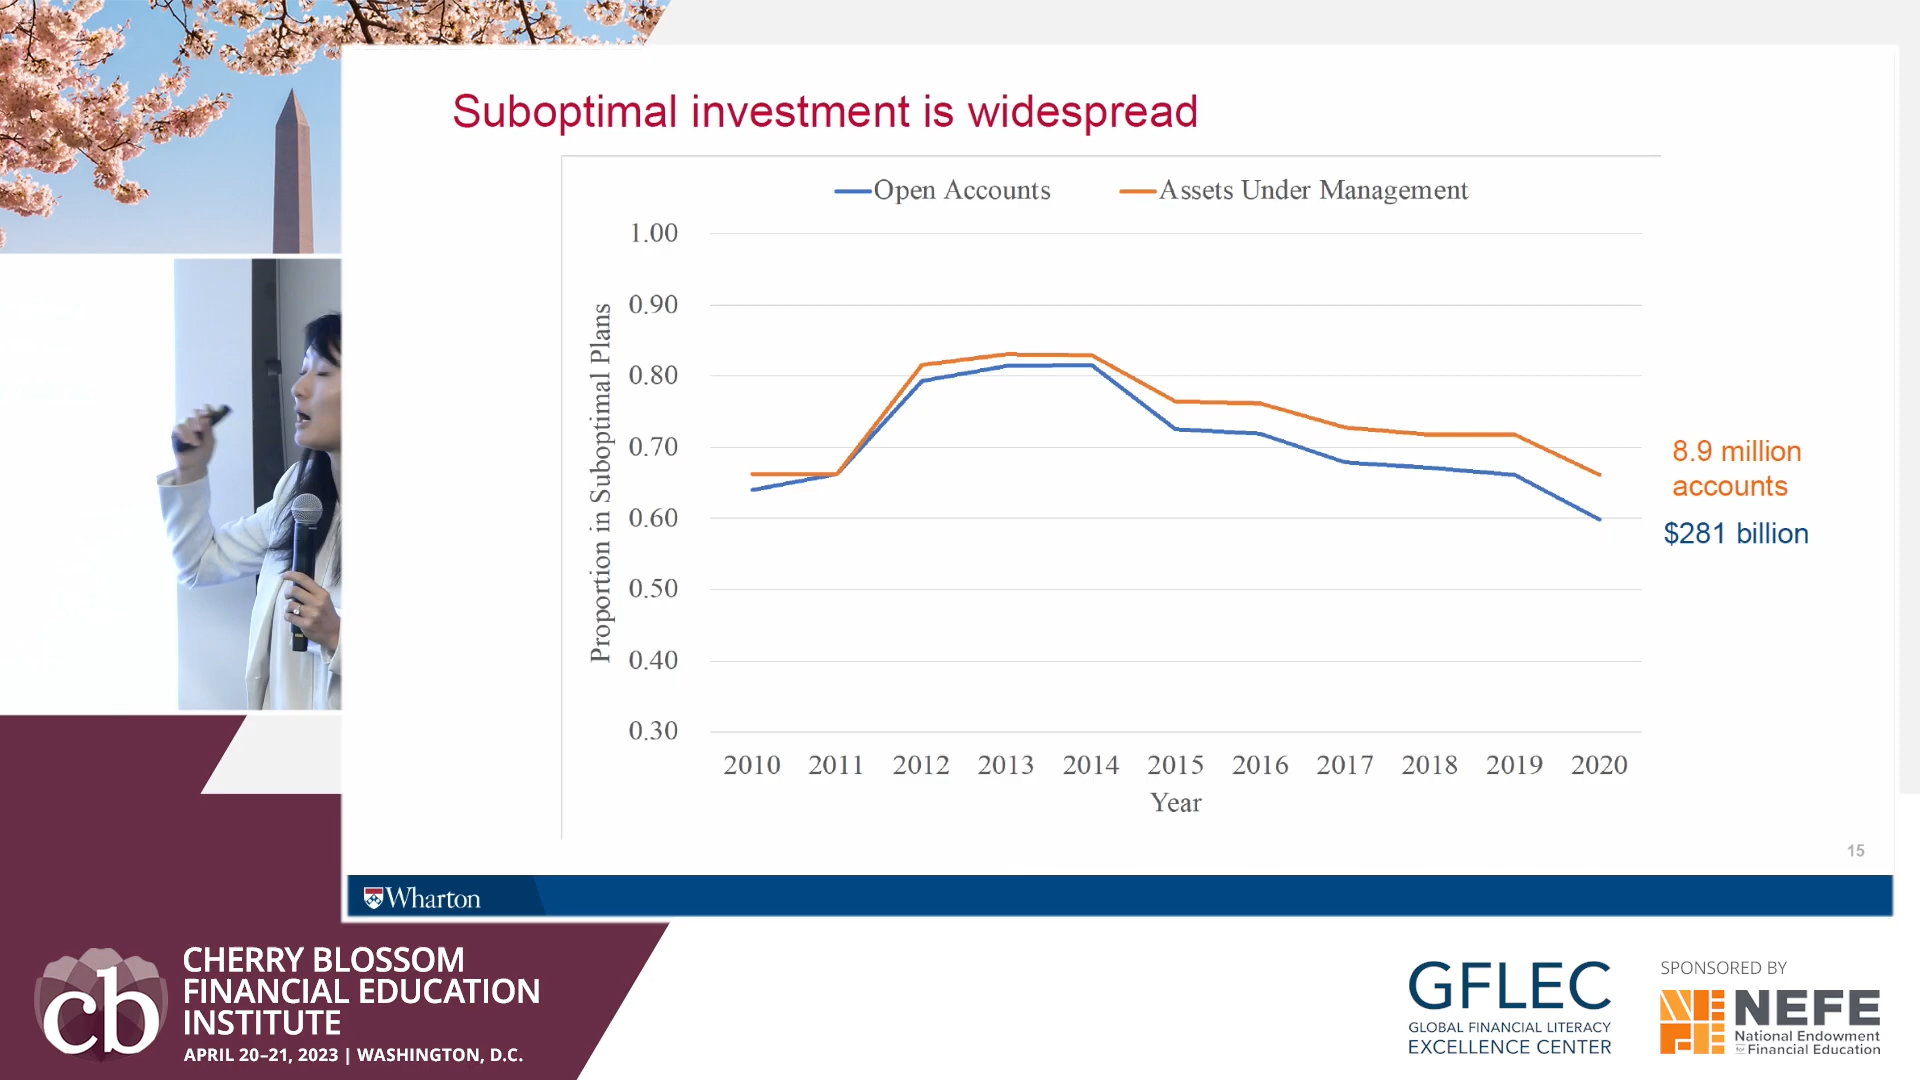 Suboptimal investment is widespread
Open Accounts
Assets Under Management
1.00
0.90
0.80
0.70
0.60
0.50
0.40
0.30
Proportion in Suboptimal Plans
2010 2011 2012 2013 2014 2015 2016 2017 2018 2019 2020
Year
8.9 million
accounts
$281 billion
15
Wharton
cb
CHERRY BLOSSOM
FINANCIAL EDUCATION
INSTITUTE
APRIL 20–21, 2023 | WASHINGTON, D.C.
GFLEC
GLOBAL FINANCIAL LITERACY
EXCELLENCE CENTER
SPONSORED BY
NEFE
National Endowment
for Financial Education